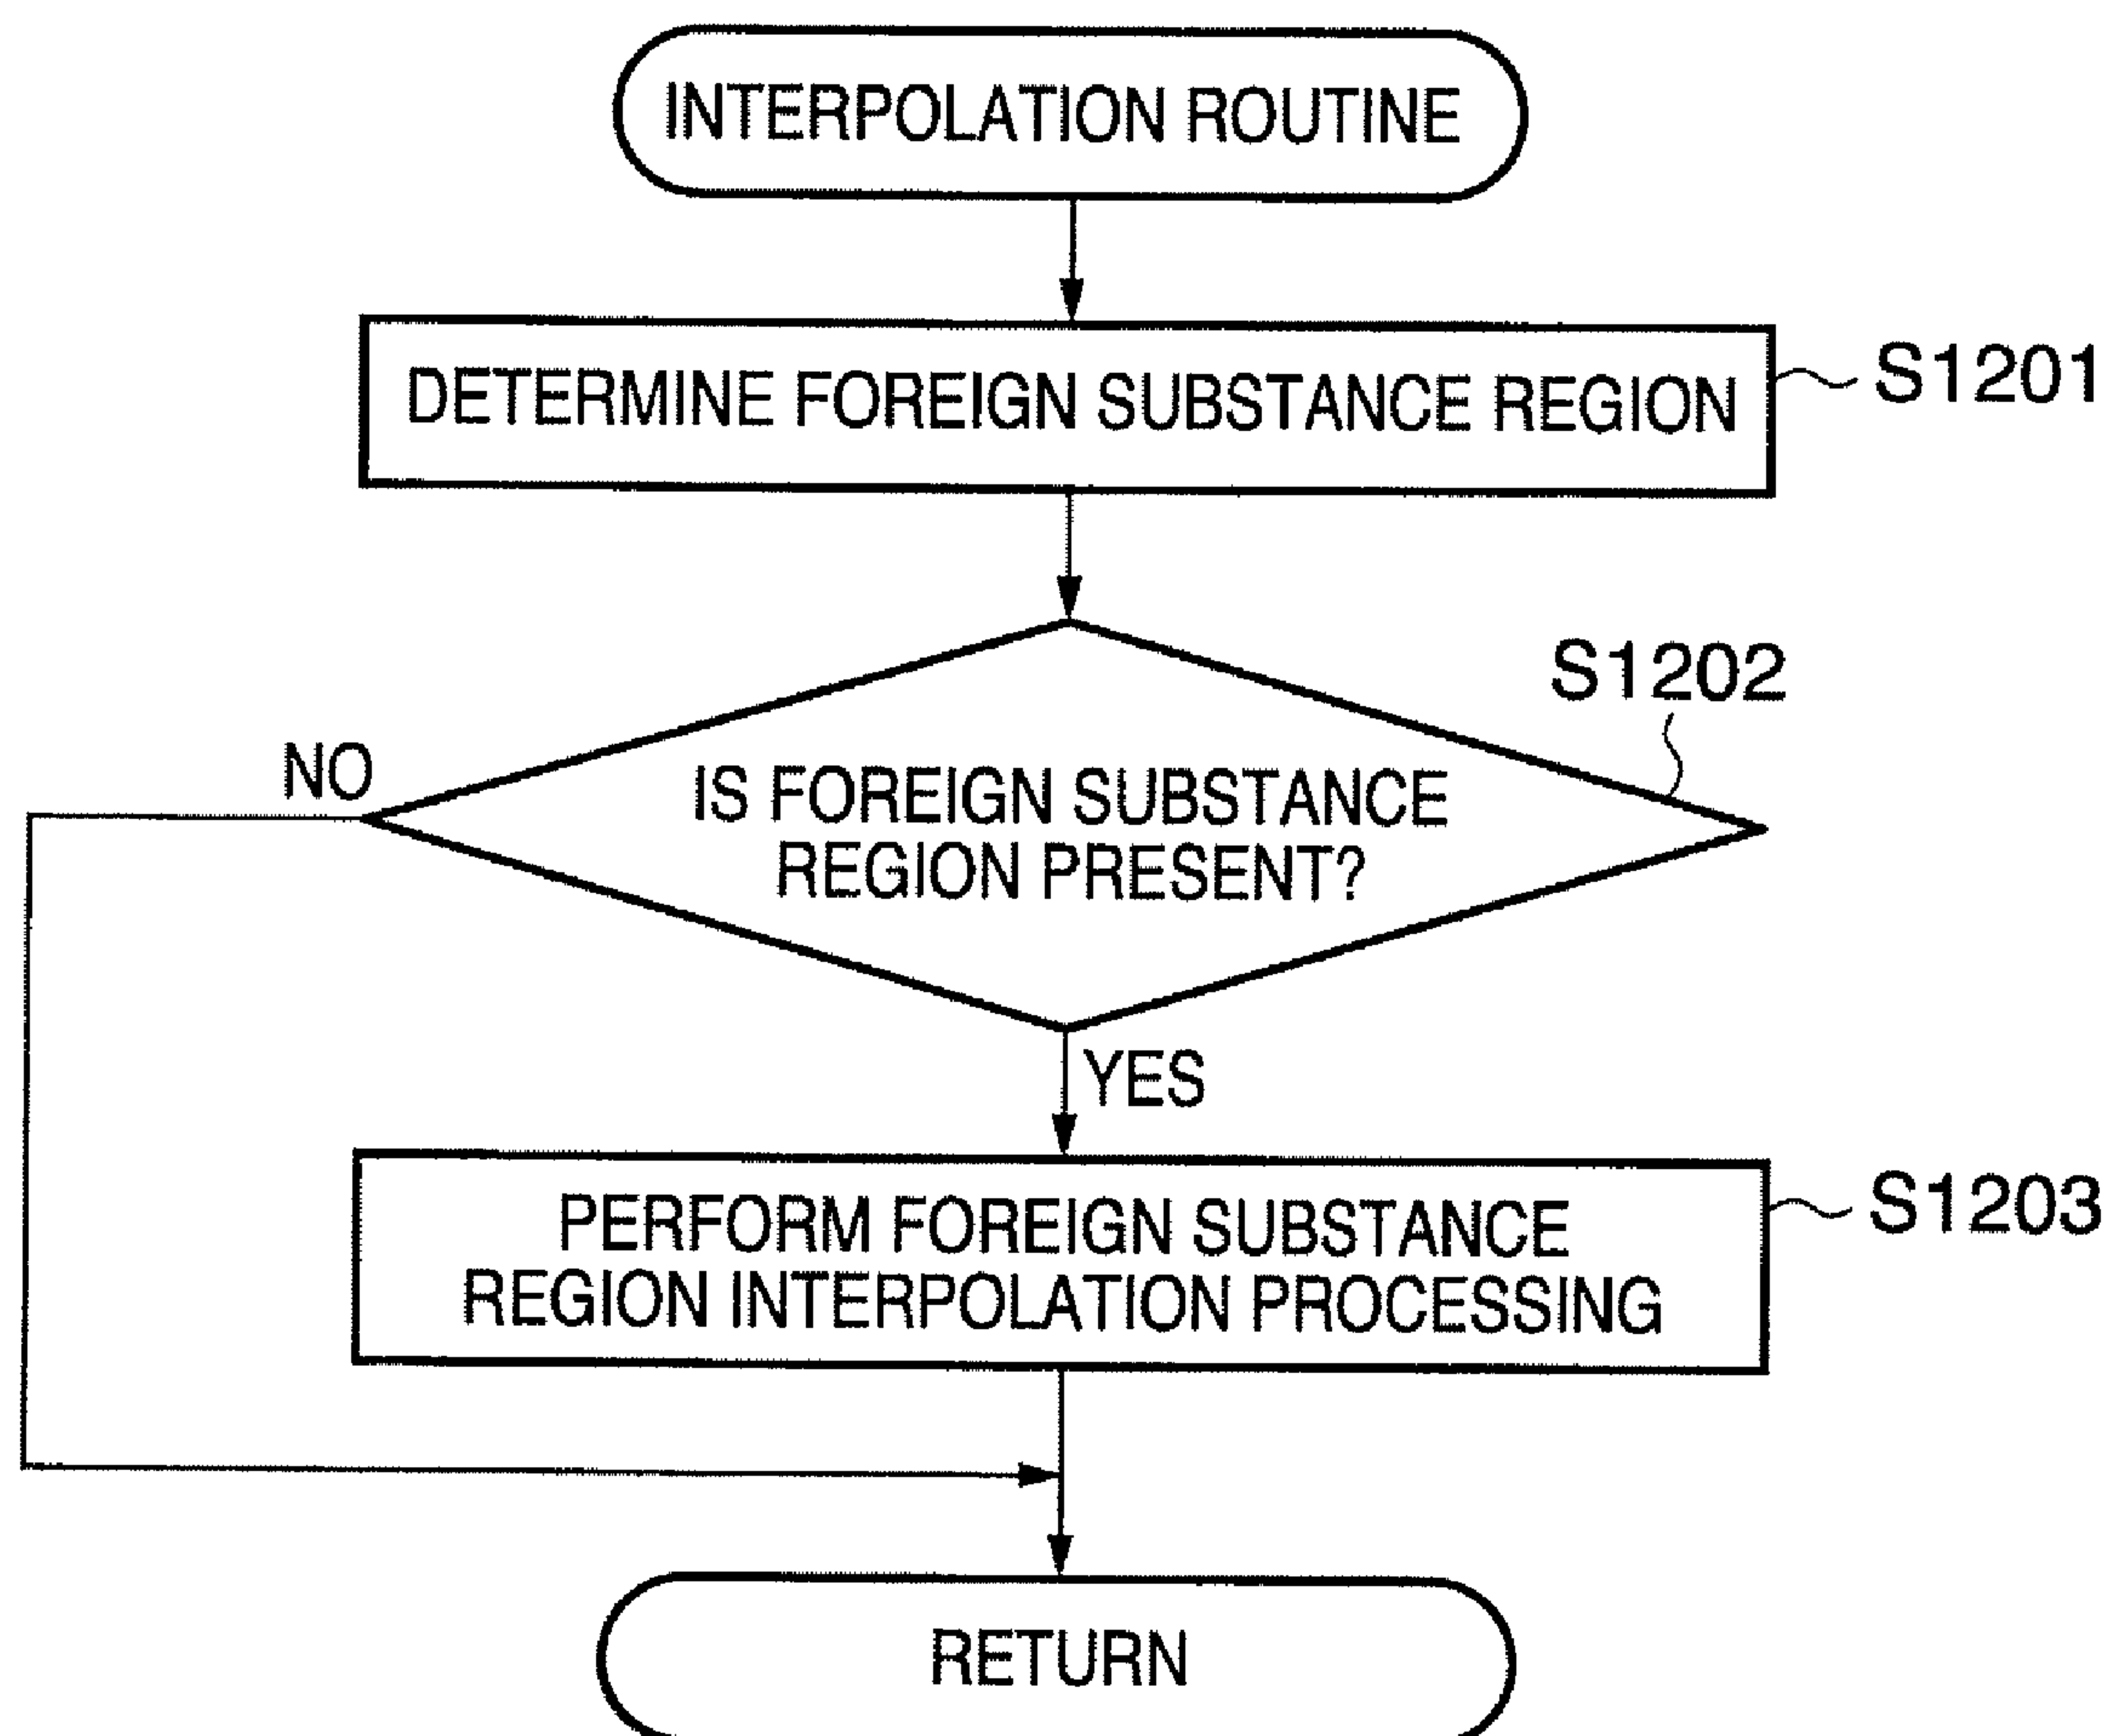 INTERPOLATION ROUTINE
DETERMINE FOREIGN SUBSTANCE REGION
S1201
S1202
NO
IS FOREIGN SUBSTANCE
REGION PRESENT?
YES
PERFORM FOREIGN SUBSTANCE
REGION INTERPOLATION PROCESSING
S1203
RETURN